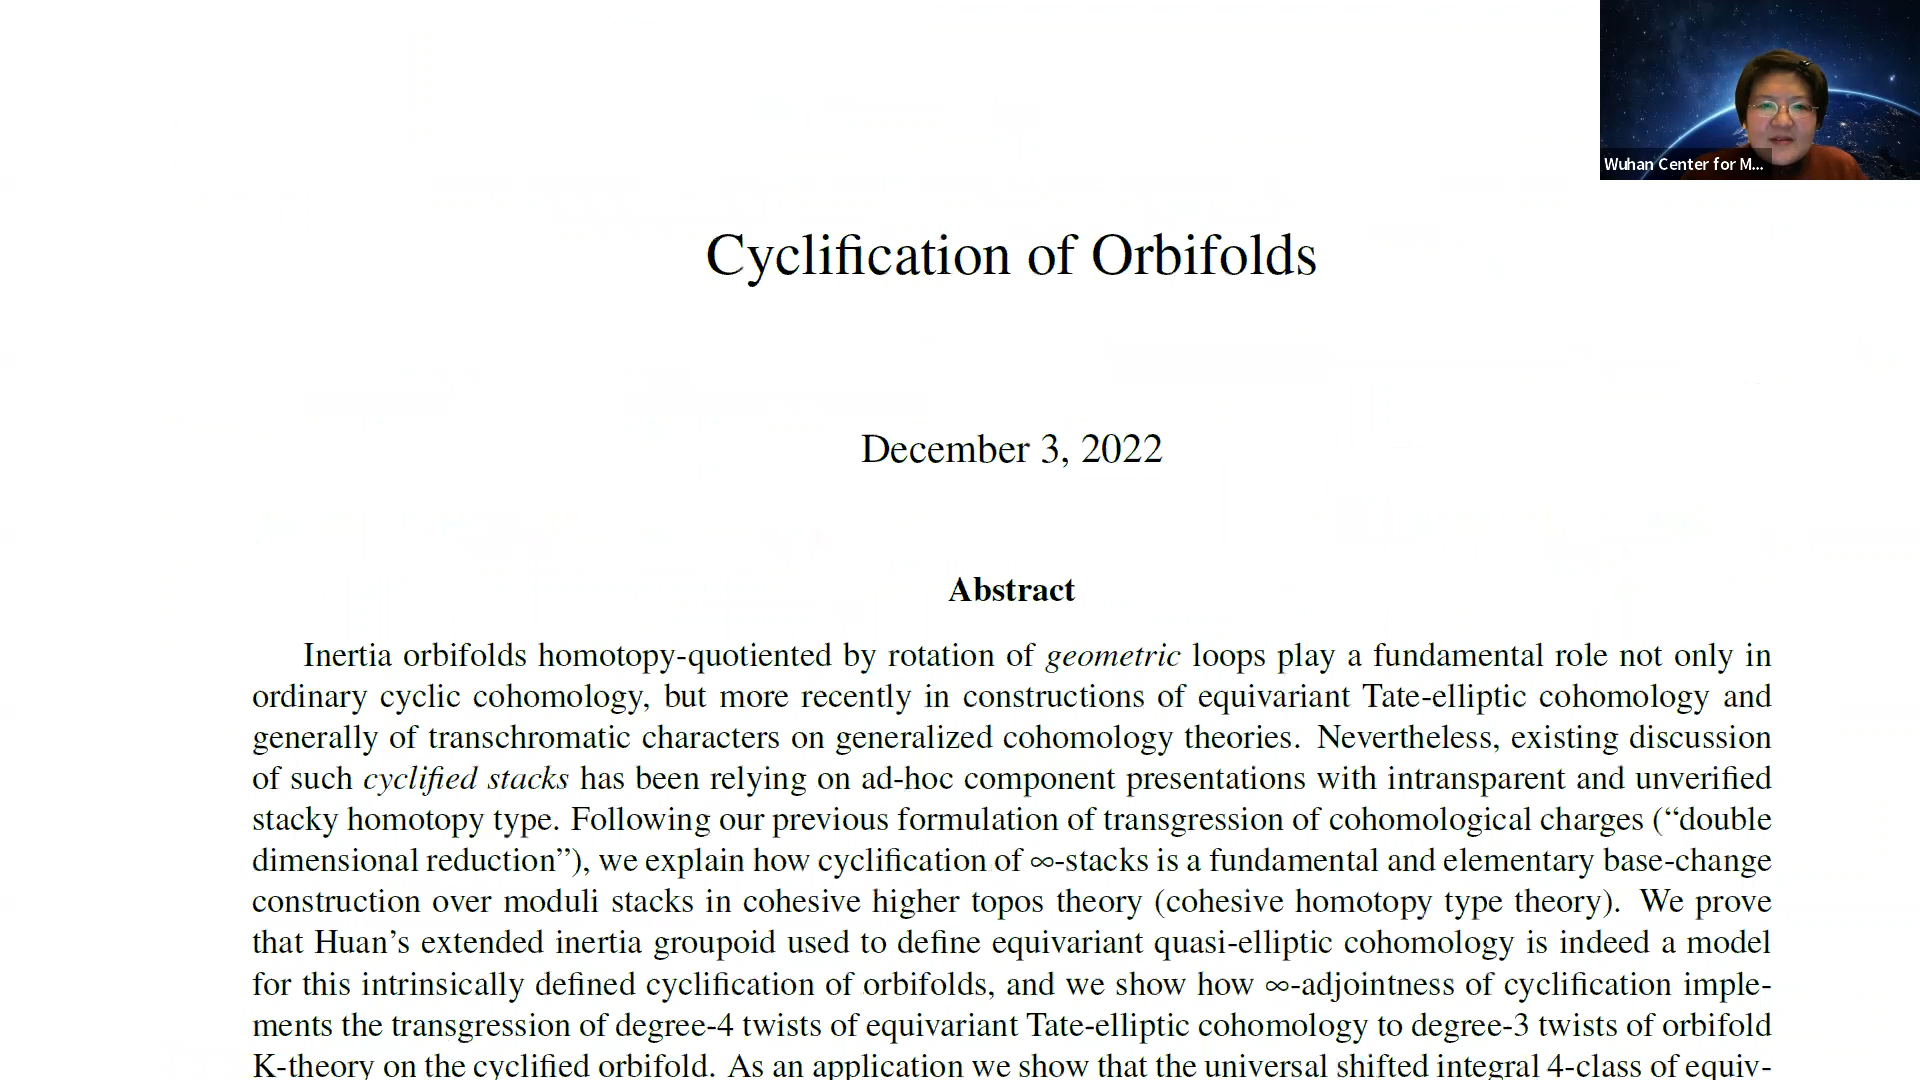 Wuhan Center for M...
Cyclification of Orbifolds
December 3, 2022
Abstract
Inertia orbifolds homotopy-quotiented by rotation of geometric loops play a fundamental role not only in
ordinary cyclic cohomology, but more recently in constructions of equivariant Tate-elliptic cohomology and
generally of transchromatic characters on generalized cohomology theories. Nevertheless, existing discussion
of such cyclified stacks has been relying on ad-hoc component presentations with intransparent and unverified
stacky homotopy type. Following our previous formulation of transgression of cohomological charges (“double
dimensional reduction”), we explain how cyclification of ∞-stacks is a fundamental and elementary base-change
construction over moduli stacks in cohesive higher topos theory (cohesive homotopy type theory). We prove
that Huan’s extended inertia groupoid used to define equivariant quasi-elliptic cohomology is indeed a model
for this intrinsically defined cyclification of orbifolds, and we show how ∞-adjointness of cyclification imple-
ments the transgression of degree-4 twists of equivariant Tate-elliptic cohomology to degree-3 twists of orbifold
K-theory on the cyclified orbifold. As an application we show that the universal shifted integral 4-class of equiv-